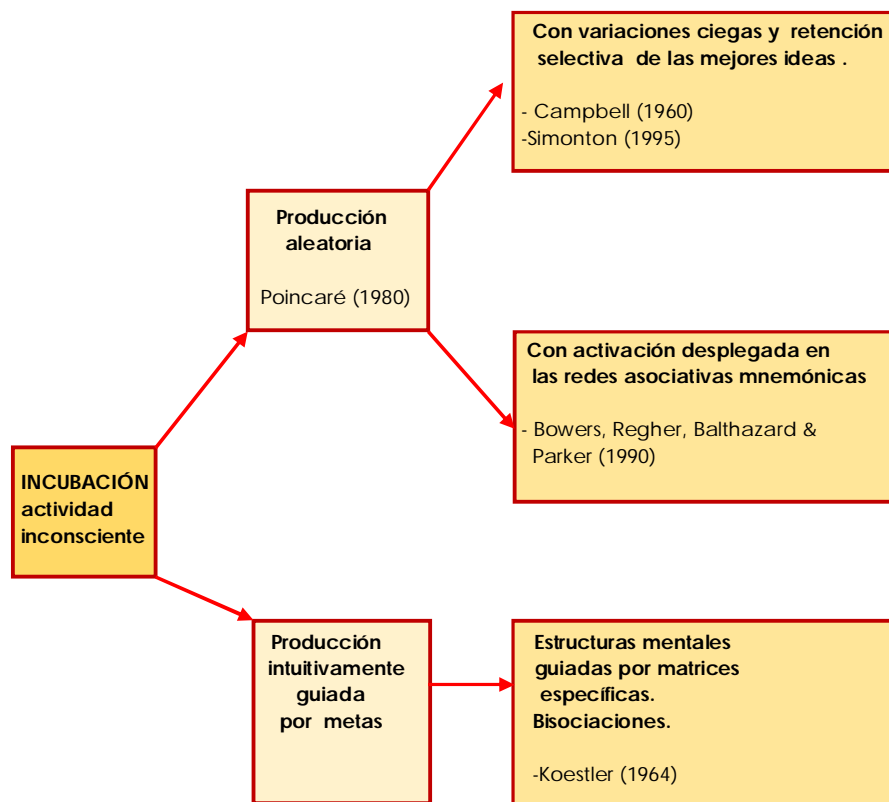 Con variaciones ciegas y retención
selectiva de las mejores ideas .
- Campbell (1960)
-Simonton (1995)
Producción
aleatoria
Poincaré (1980)
Con activación desplegada en
las redes asociativas mnemónicas
- Bowers, Regher, Balthazard &
Parker (1990)
INCUBACIÓN
actividad
inconsciente
Producción
intuitivamente
guiada
por metas
Estructuras mentales
guiadas por matrices
específicas.
Bisociaciones.
-Koestler (1964)